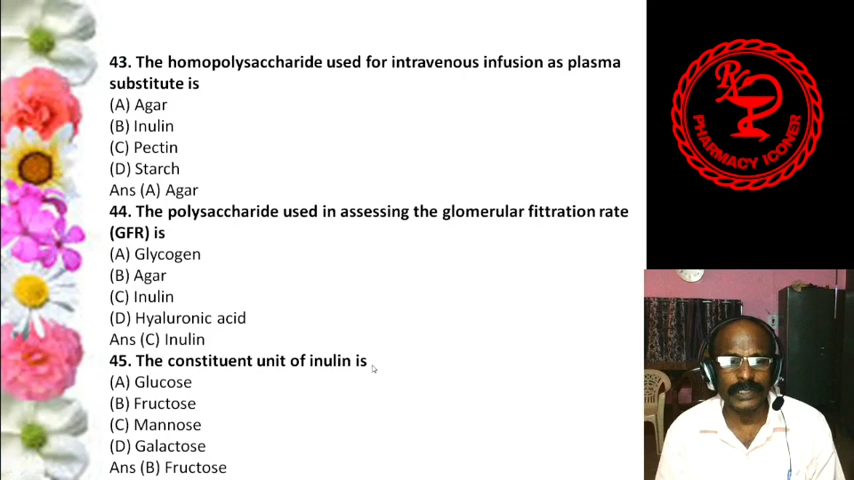 43. The homopolysaccharide used for intravenous infusion as plasma
substitute is
(A) Agar
(B) Inulin
(C) Pectin
(D) Starch
Ans (A) Agar
44. The polysaccharide used in assessing the glomerular fittration rate
(GFR) is
(A) Glycogen
(B) Agar
(C) Inulin
(D) Hyaluronic acid
Ans (C) Inulin
45. The constituent unit of inulin is
(A) Glucose
(B) Fructose
(C) Mannose
(D) Galactose
Ans (B) Fructose
Rx
PHARMACY ICONER